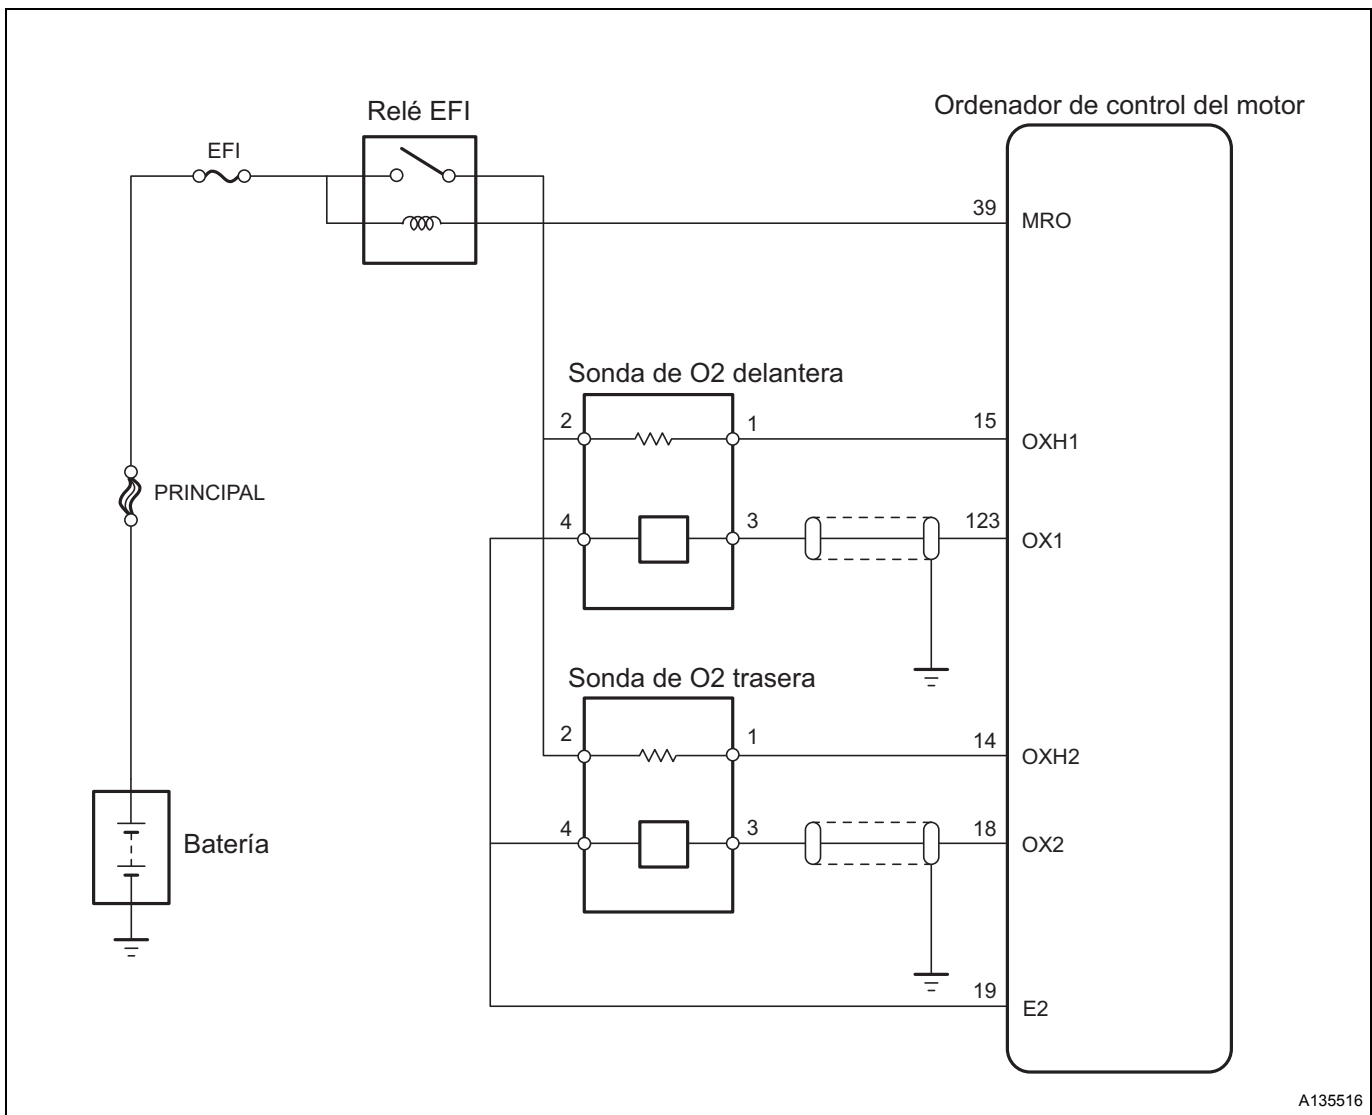 Relé EFI
Ordenador de control del motor
EFI
39
MRO
Sonda de O2 delantera
2
1
15
OXH1
PRINCIPAL
4
3
123
OX1
Sonda de O2 trasera
2
1
14
OXH2
Batería
4
3
18
OX2
19
E2
A135516